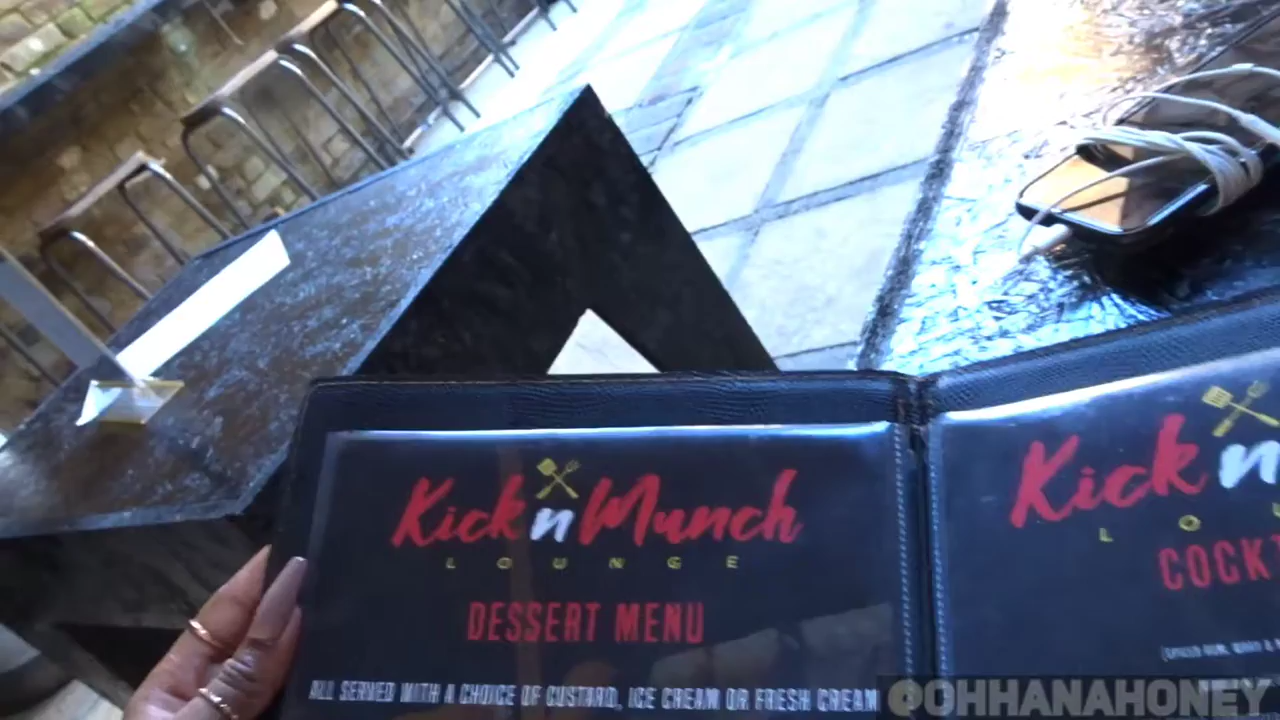 Kick n Munch
LOUNGE
DESSERT MENU
ALL SERVED WITH A CHOICE OF CUSTARD, ICE CREAM OR FRESH CREAM
Kick n
L O
COCKT
@OHHANAHONEY